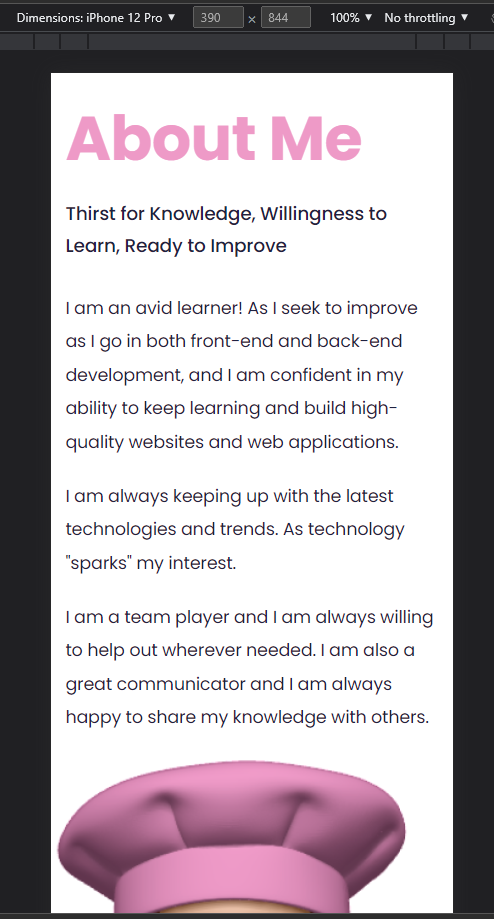 Dimensions: iPhone 12 Pro ▼ 390 × 844 100% ▼ No throttling ▼
About Me
Thirst for Knowledge, Willingness to
Learn, Ready to Improve
I am an avid learner! As I seek to improve
as I go in both front-end and back-end
development, and I am confident in my
ability to keep learning and build high-
quality websites and web applications.
I am always keeping up with the latest
technologies and trends. As technology
"sparks" my interest.
I am a team player and I am always willing
to help out wherever needed. I am also a
great communicator and I am always
happy to share my knowledge with others.